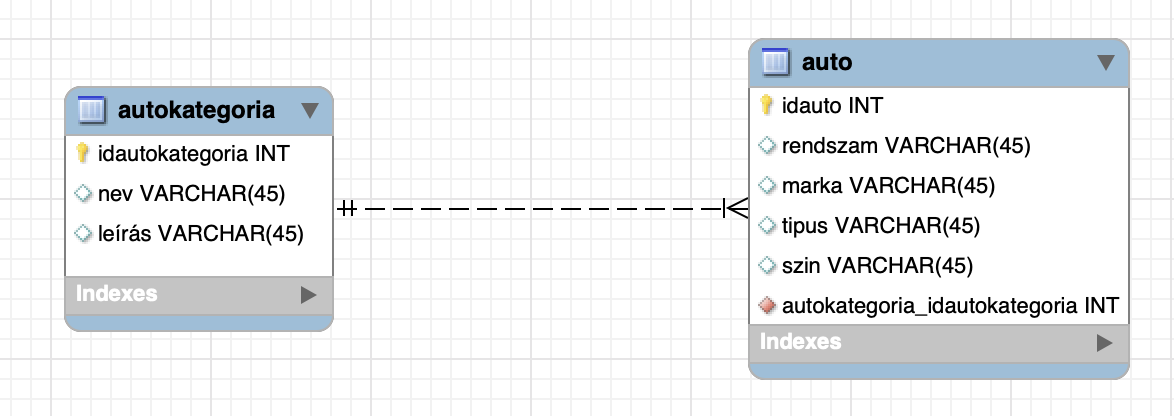 autokategoria
idautokategoria INT
nev VARCHAR(45)
leírás VARCHAR(45)
Indexes
auto
idauto INT
rendszam VARCHAR(45)
marka VARCHAR(45)
tipus VARCHAR(45)
szin VARCHAR(45)
autokategoria_idautokategoria INT
Indexes